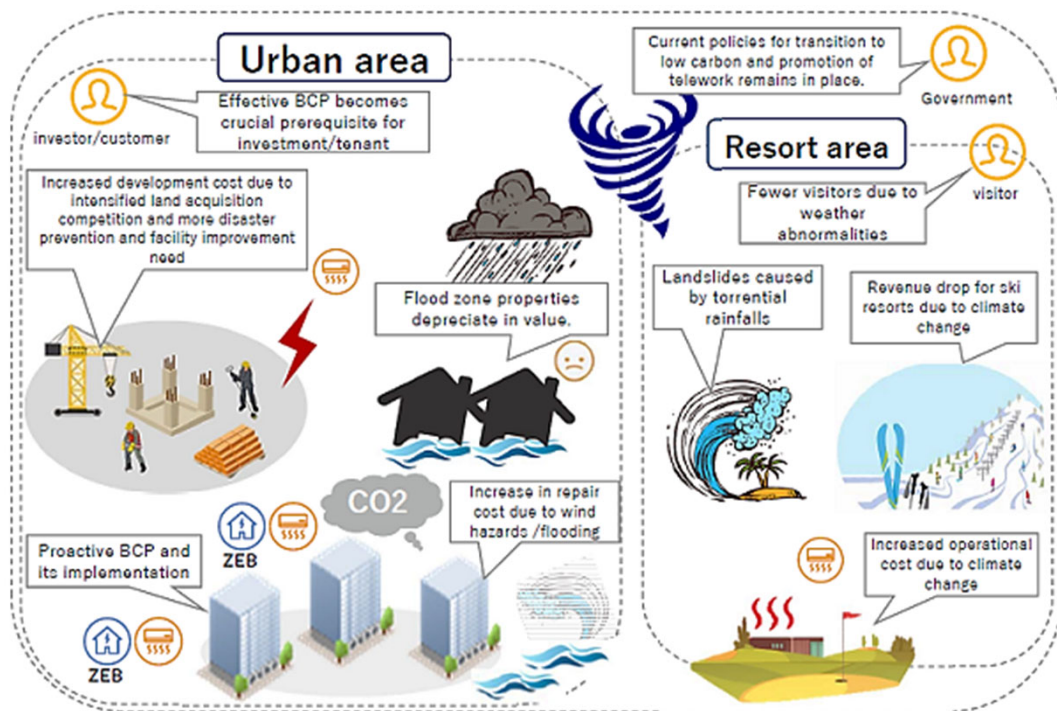 Urban area
investor/customer
Effective BCP becomes
crucial prerequisite for
investment/tenant
Increased development cost due to
intensified land acquisition
competition and more disaster
prevention and facility improvement
need
Flood zone properties
depreciate in value.
CO2
Increase in repair
cost due to wind
hazards /flooding
ZEB
Proactive BCP and
its implementation
ZEB
Current policies for transition to
low carbon and promotion of
telework remains in place.
Government
Resort area
visitor
Fewer visitors due to
weather
abnormalities
Landslides caused
by torrential
rainfalls
Revenue drop for ski
resorts due to climate
change
Increased operational
cost due to climate
change